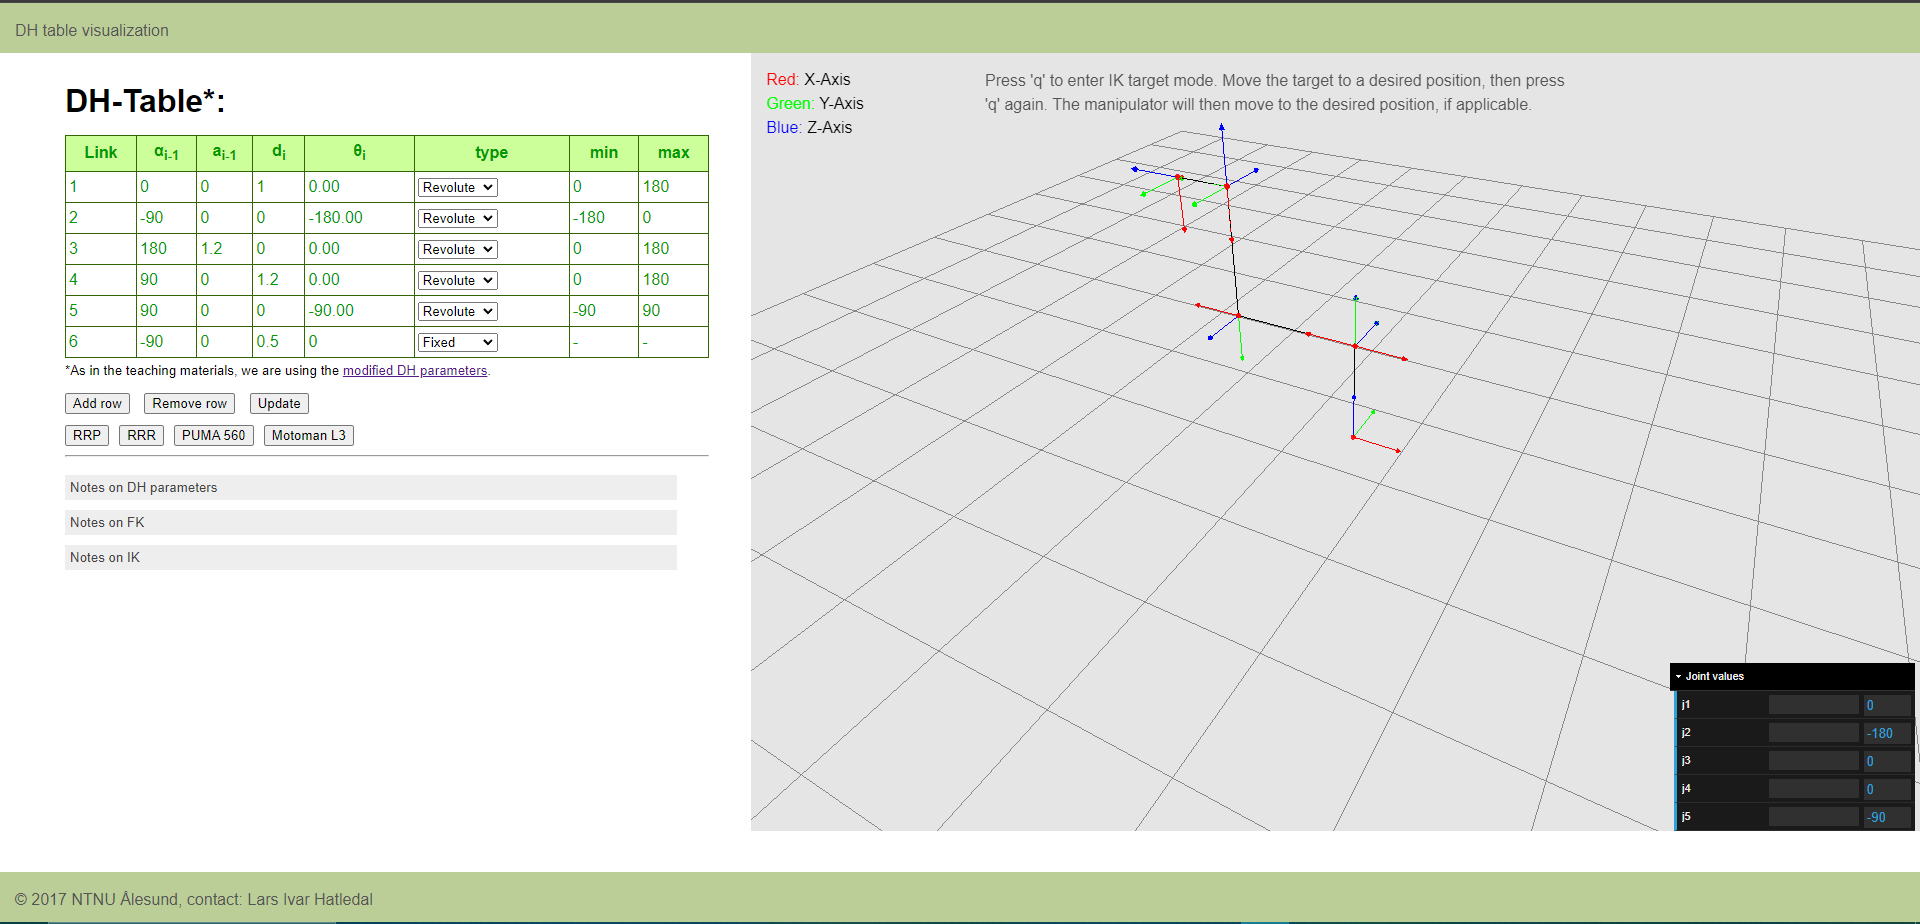 DH table visualization
DH-Table*:
Link αi-1 ai-1 di θi type min max
1 0 0 1 0.00 Revolute 0 180
2 -90 0 0 -180.00 Revolute -180 0
3 180 1.2 0 0.00 Revolute 0 180
4 90 0 1.2 0.00 Revolute 0 180
5 90 0 0 -90.00 Revolute -90 90
6 -90 0 0.5 0 Fixed - -
*As in the teaching materials, we are using the modified DH parameters.
Add row Remove row Update
RRP RRR PUMA 560 Motoman L3
Notes on DH parameters
Notes on FK
Notes on IK
Red: X-Axis
Green: Y-Axis
Blue: Z-Axis
Press 'q' to enter IK target mode. Move the target to a desired position, then press
'q' again. The manipulator will then move to the desired position, if applicable.
Joint values
j1 0
j2 -180
j3 0
j4 0
j5 -90
© 2017 NTNU Ålesund, contact: Lars Ivar Hatledal